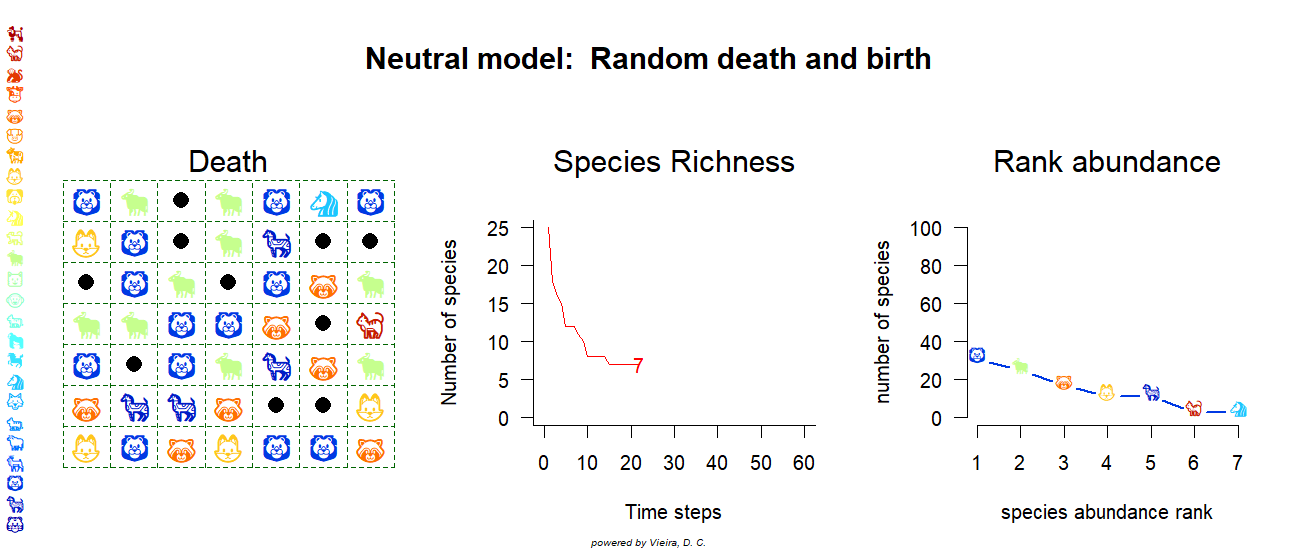 Neutral model:  Random death and birth
Death
Species Richness
Rank abundance
Number of species
25
20
15
10
5
0
7
0 10 20 30 40 50 60
Time steps
number of species
100
80
60
40
20
0
1 2 3 4 5 6 7
species abundance rank
powered by Vieira, D. C.